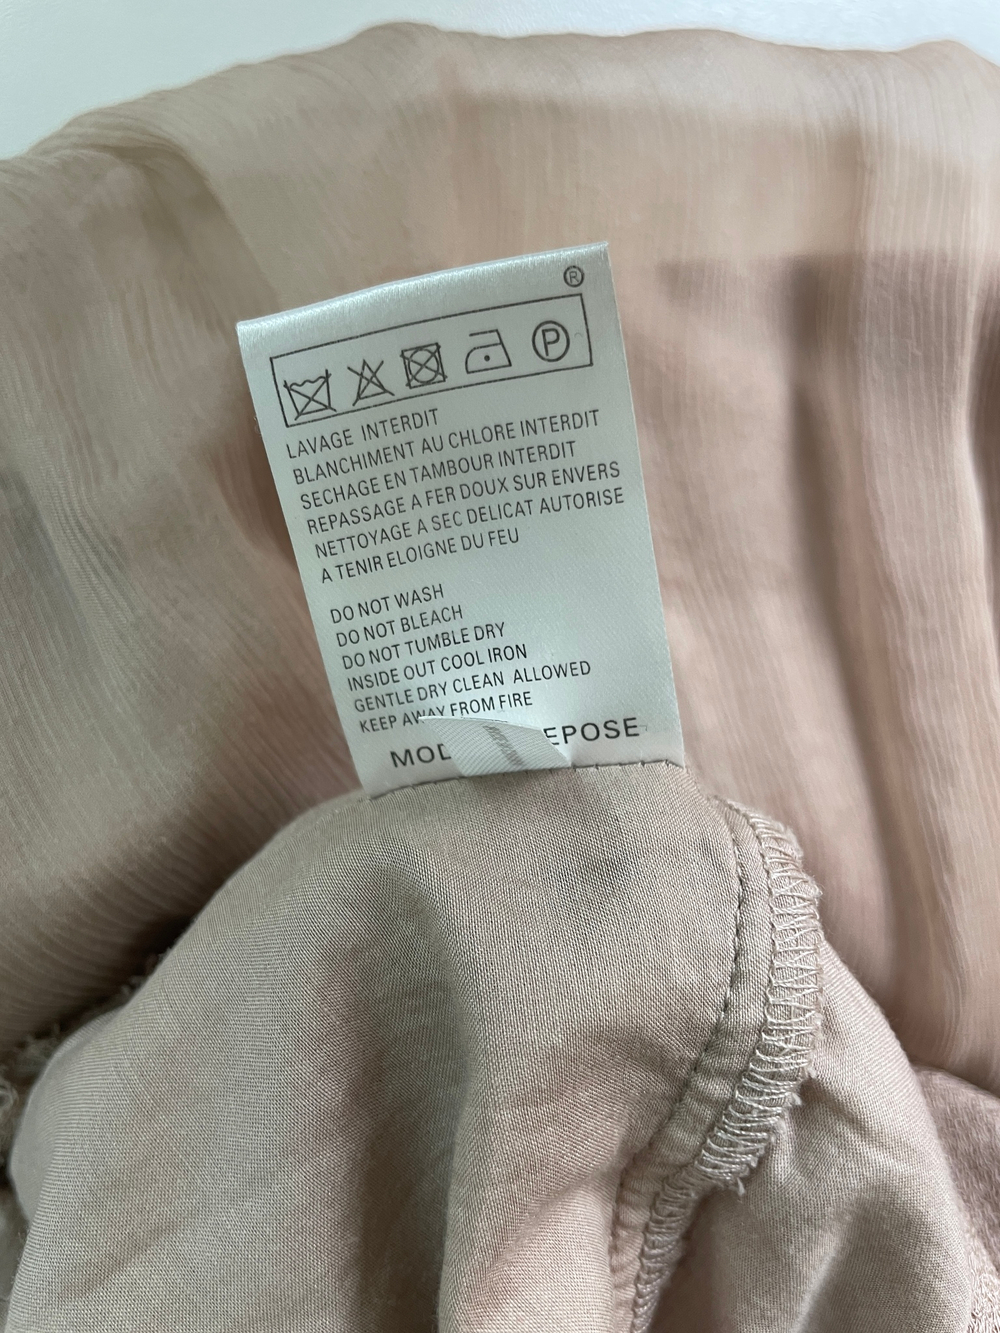 ®
P
LAVAGE INTERDIT
BLANCHIMENT AU CHLORE INTERDIT
SECHAGE EN TAMBOUR INTERDIT
REPASSAGE A FER DOUX SUR ENVERS
NETTOYAGE A SEC DELICAT AUTORISE
A TENIR ELOIGNE DU FEU
DO NOT WASH
DO NOT BLEACH
DO NOT TUMBLE DRY
INSIDE OUT COOL IRON
GENTLE DRY CLEAN ALLOWED
KEEP AWAY FROM FIRE